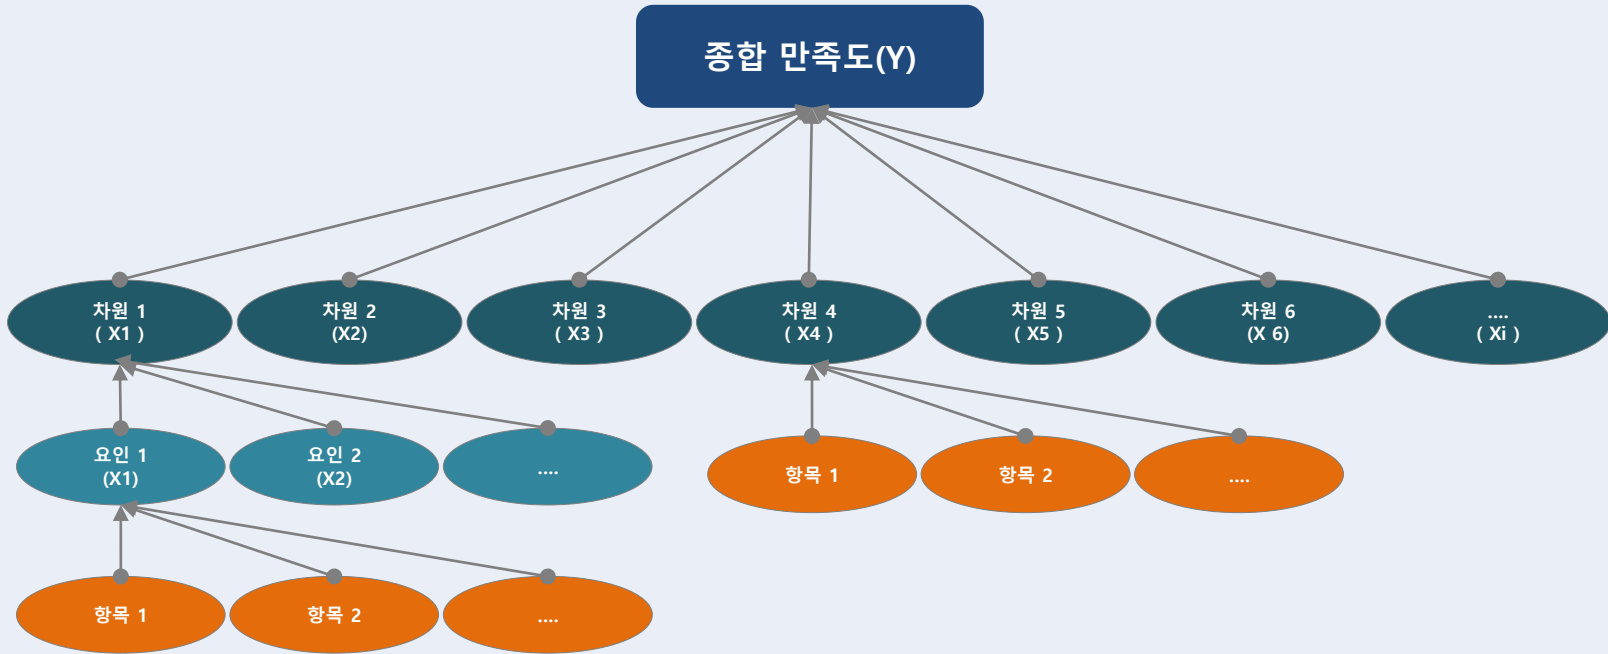 종합 만족도(Y)
차원 1
( X1 )
차원 2
(X2)
차원 3
( X3 )
차원 4
( X4 )
차원 5
( X5 )
차원 6
(X 6)
....
( Xi )
요인 1
(X1)
요인 2
(X2)
....
항목 1
항목 2
....
항목 1
항목 2
....